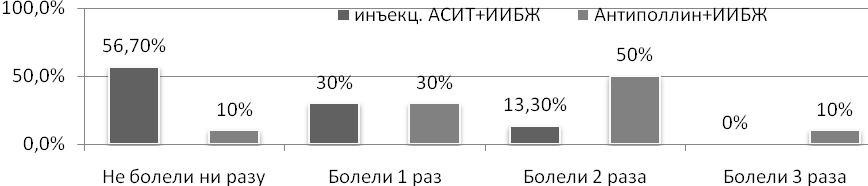 100,0%
инъекц. АСИТ+ИИБЖ
Антиполлин+ИИБЖ
56,70%
50%
50,0%
30%
30%
13,30%
10%
0%
10%
0,0%
Не болели ни разу
Болели 1 раз
Болели 2 раза
Болели 3 раза